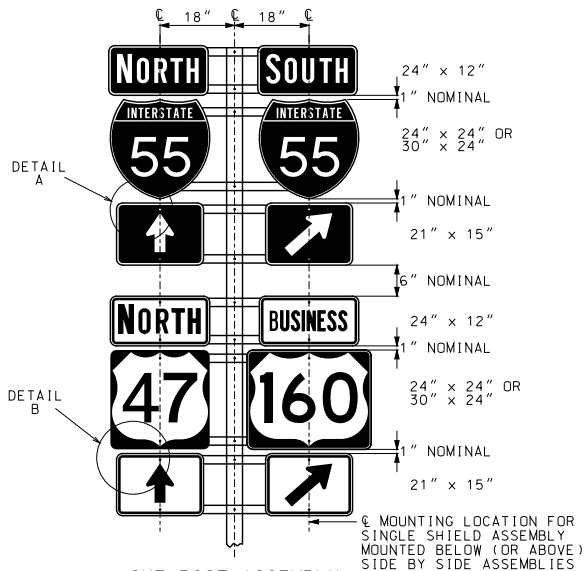 ℄ 18" ℄ 18" ℄
NORTH SOUTH 24" x 12"
1" NOMINAL
INTERSTATE INTERSTATE
55 55
24" x 24" OR
30" x 24"
DETAIL
A
1" NOMINAL
21" x 15"
6" NOMINAL
NORTH BUSINESS 24" x 12"
1" NOMINAL
47 160
24" x 24" OR
30" x 24"
DETAIL
B
1" NOMINAL
21" x 15"
℄ MOUNTING LOCATION FOR
SINGLE SHIELD ASSEMBLY
MOUNTED BELOW (OR ABOVE)
SIDE BY SIDE ASSEMBLIES